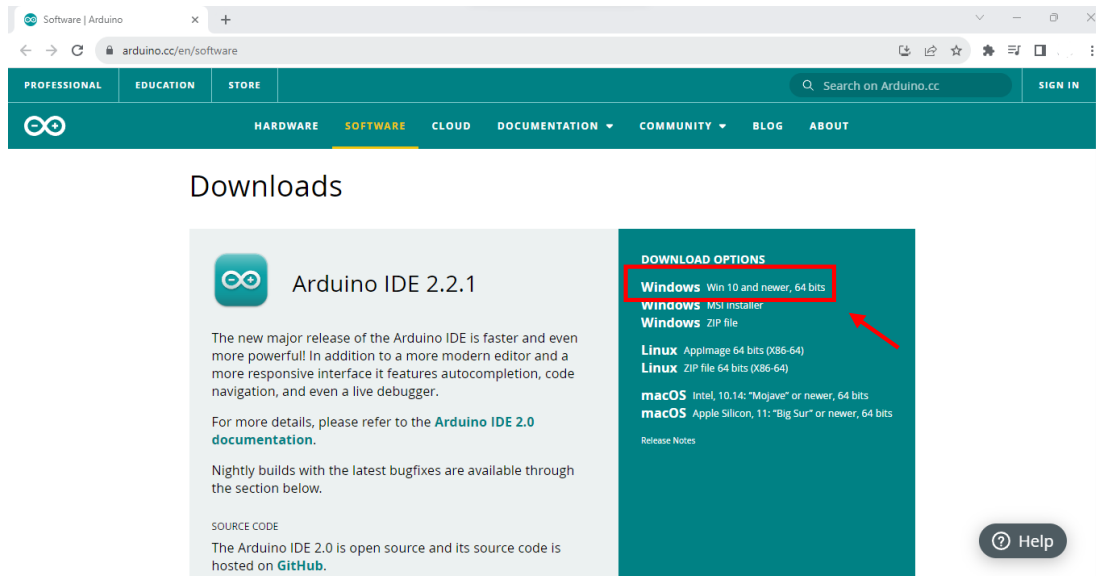 Software | Arduino
arduino.cc/en/software
PROFESSIONAL EDUCATION STORE Search on Arduino.cc SIGN IN
HARDWARE SOFTWARE CLOUD DOCUMENTATION COMMUNITY BLOG ABOUT
Downloads
Arduino IDE 2.2.1
The new major release of the Arduino IDE is faster and even
more powerful! In addition to a more modern editor and a
more responsive interface it features autocompletion, code
navigation, and even a live debugger.
For more details, please refer to the Arduino IDE 2.0
documentation.
Nightly builds with the latest bugfixes are available through
the section below.
SOURCE CODE
The Arduino IDE 2.0 is open source and its source code is
hosted on GitHub.
DOWNLOAD OPTIONS
Windows Win 10 and newer, 64 bits
Windows MSI installer
Windows ZIP file
Linux AppImage 64 bits (X86-64)
Linux ZIP file 64 bits (X86-64)
macOS Intel, 10.14: "Mojave" or newer, 64 bits
macOS Apple Silicon, 11: "Big Sur" or newer, 64 bits
Release Notes
Help